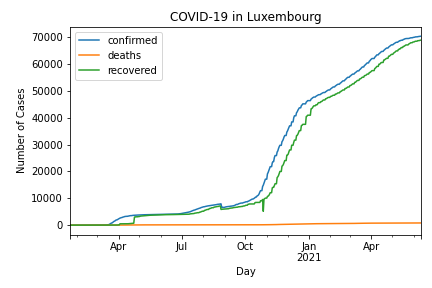 COVID-19 in Luxembourg
confirmed
deaths
recovered
Number of Cases
70000
60000
50000
40000
30000
20000
10000
0
Apr Jul Oct Jan Apr
2021
Day